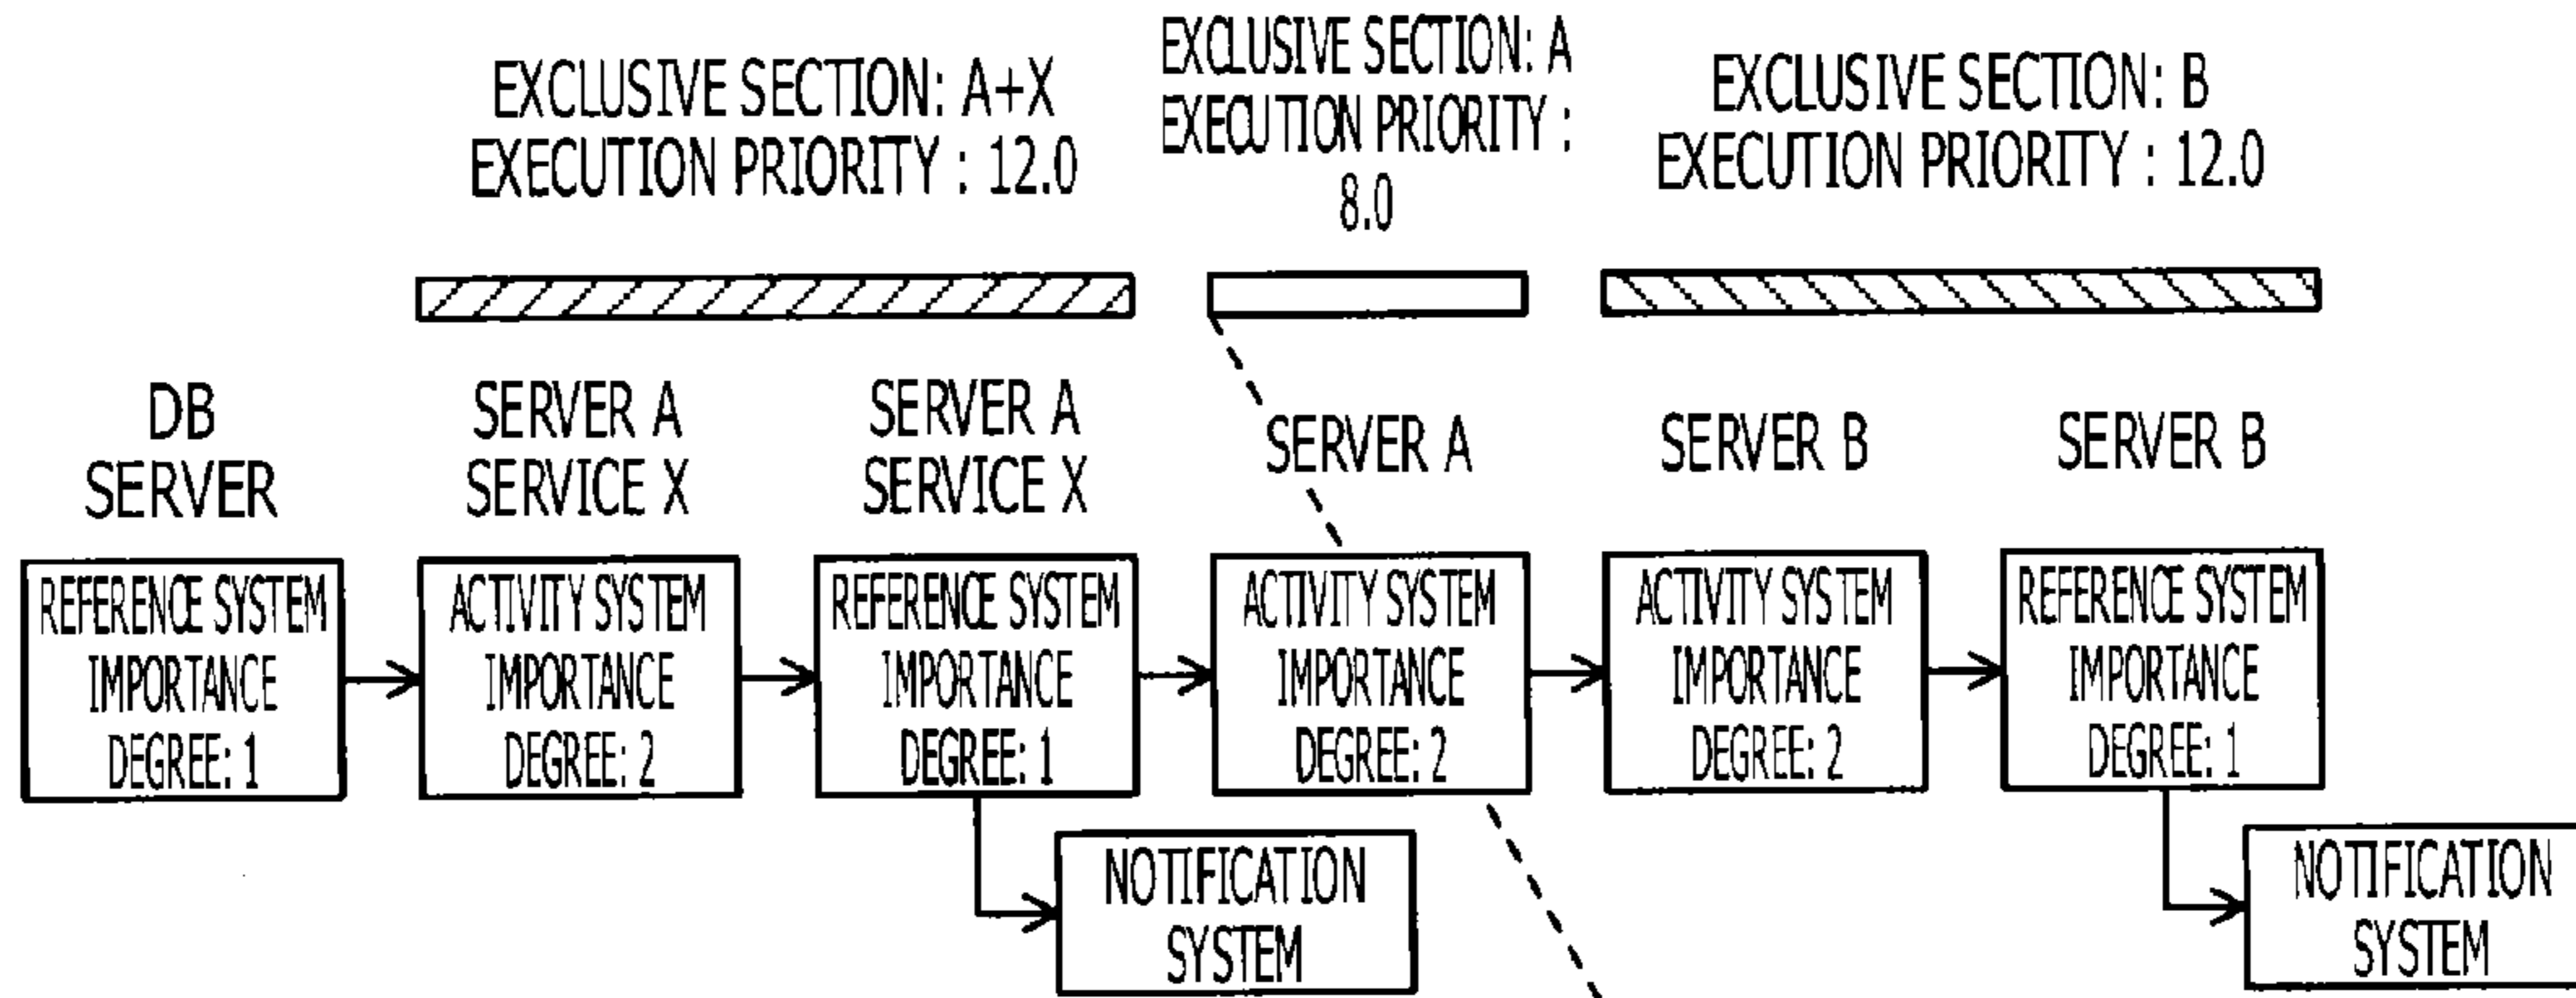 EXCLUSIVE SECTION: A+X
EXECUTION PRIORITY : 12.0
EXCLUSIVE SECTION: A
EXECUTION PRIORITY :
8.0
EXCLUSIVE SECTION: B
EXECUTION PRIORITY : 12.0
DB
SERVER
SERVER A
SERVICE X
SERVER A
SERVICE X
SERVER A
SERVER B
SERVER B
REFERENCE SYSTEM
IMPORTANCE
DEGREE: 1
ACTIVITY SYSTEM
IMPORTANCE
DEGREE: 2
REFERENCE SYSTEM
IMPORTANCE
DEGREE: 1
ACTIVITY SYSTEM
IMPORTANCE
DEGREE: 2
ACTIVITY SYSTEM
IMPORTANCE
DEGREE: 2
REFERENCE SYSTEM
IMPORTANCE
DEGREE: 1
NOTIFICATION
SYSTEM
NOTIFICATION
SYSTEM